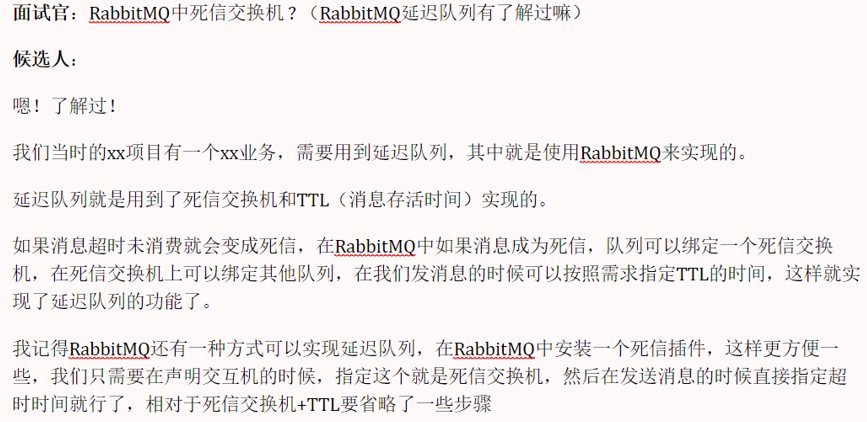 面试官：RabbitMQ中死信交换机？（RabbitMQ延迟队列有了解过嘛）
候选人：
嗯！了解过！
我们当时的xx项目有一个xx业务，需要用到延迟队列，其中就是使用RabbitMQ来实现的。
延迟队列就是用到了死信交换机和TTL（消息存活时间）实现的。
如果消息超时未消费就会变成死信，在RabbitMQ中如果消息成为死信，队列可以绑定一个死信交换
机，在死信交换机上可以绑定其他队列，在我们发消息的时候可以按照需求指定TTL的时间，这样就实
现了延迟队列的功能了。
我记得RabbitMQ还有一种方式可以实现延迟队列，在RabbitMQ中安装一个死信插件，这样更方便一
些，我们只需要在声明交互机的时候，指定这个就是死信交换机，然后在发送消息的时候直接指定超
时时间就行了，相对于死信交换机+TTL要省略了一些步骤